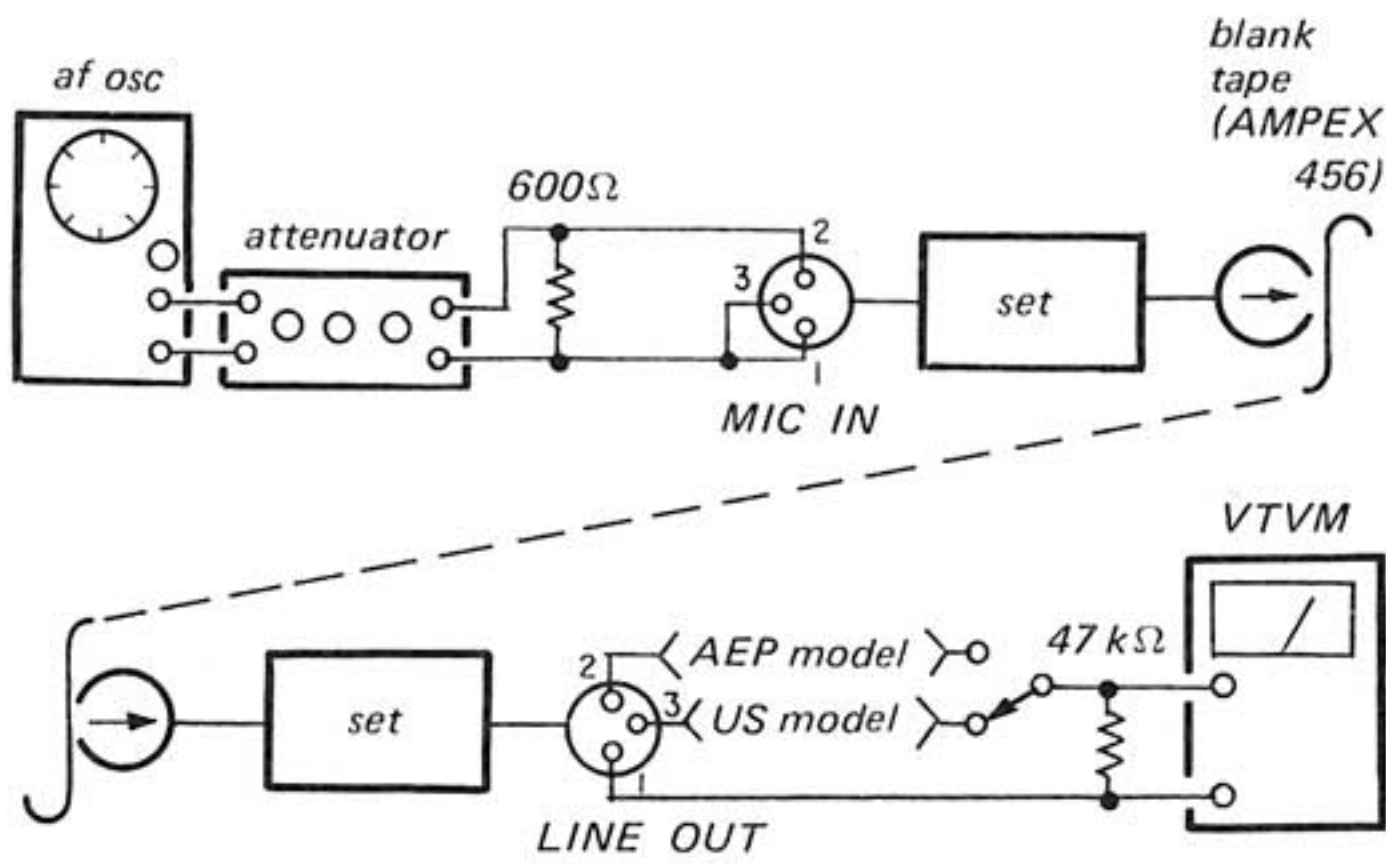 af osc
blank
tape
(AMPEX
456)
600Ω
attenuator
2
3
set
1
MIC IN
VTVM
47 kΩ
2
AEP model
3
US model
set
1
LINE OUT